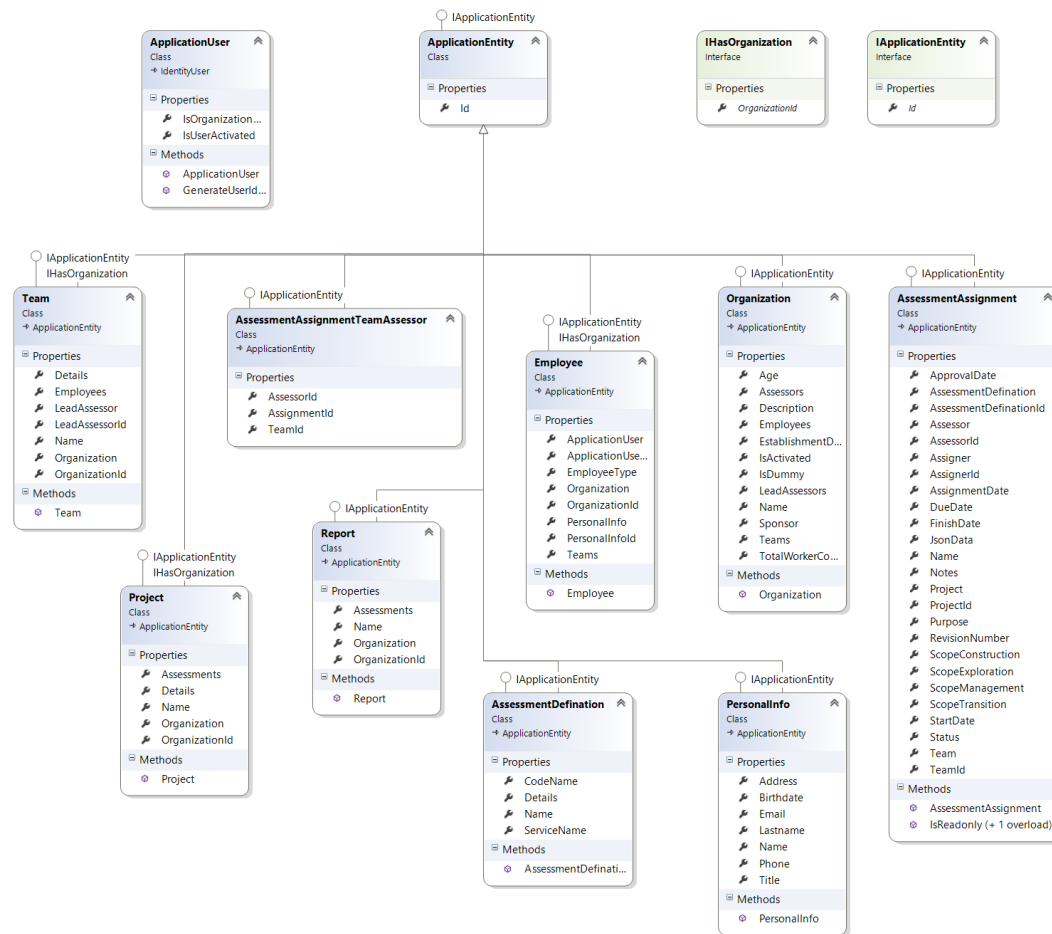 IApplicationEntity
ApplicationUser
Class
IdentityUser
Properties
IsOrganization...
IsUserActivated
Methods
ApplicationUser
GenerateUserId...
ApplicationEntity
Class
Properties
Id
IHasOrganization
Interface
Properties
OrganizationId
IApplicationEntity
Interface
Properties
Id
IApplicationEntity
IHasOrganization
Team
Class
ApplicationEntity
Properties
Details
Employees
LeadAssessor
LeadAssessorId
Name
Organization
OrganizationId
Methods
Team
IApplicationEntity
AssessmentAssignmentTeamAssessor
Class
ApplicationEntity
Properties
AssessorId
AssignmentId
TeamId
IApplicationEntity
IHasOrganization
Employee
Class
ApplicationEntity
Properties
ApplicationUser
ApplicationUse...
EmployeeType
Organization
OrganizationId
PersonalInfo
PersonalInfoId
Teams
Methods
Employee
IApplicationEntity
Organization
Class
ApplicationEntity
Properties
Age
Assessors
Description
Employees
EstablishmentD...
IsActivated
IsDummy
LeadAssessors
Name
Sponsor
Teams
TotalWorkerCo...
Methods
Organization
IApplicationEntity
AssessmentAssignment
Class
ApplicationEntity
Properties
ApprovalDate
AssessmentDefination
AssessmentDefinationId
Assessor
AssessorId
Assigner
AssignerId
AssignmentDate
DueDate
FinishDate
JsonData
Name
Notes
Project
ProjectId
Purpose
RevisionNumber
ScopeConstruction
ScopeExploration
ScopeManagement
ScopeTransition
StartDate
Status
Team
TeamId
Methods
AssessmentAssignment
IsReadonly (+ 1 overload)
IApplicationEntity
IHasOrganization
Project
Class
ApplicationEntity
Properties
Assessments
Details
Name
Organization
OrganizationId
Methods
Project
IApplicationEntity
Report
Class
ApplicationEntity
Properties
Assessments
Name
Organization
OrganizationId
Methods
Report
IApplicationEntity
AssessmentDefination
Class
ApplicationEntity
Properties
CodeName
Details
Name
ServiceName
Methods
AssessmentDefinati...
IApplicationEntity
PersonalInfo
Class
ApplicationEntity
Properties
Address
Birthdate
Email
Lastname
Name
Phone
Title
Methods
PersonalInfo